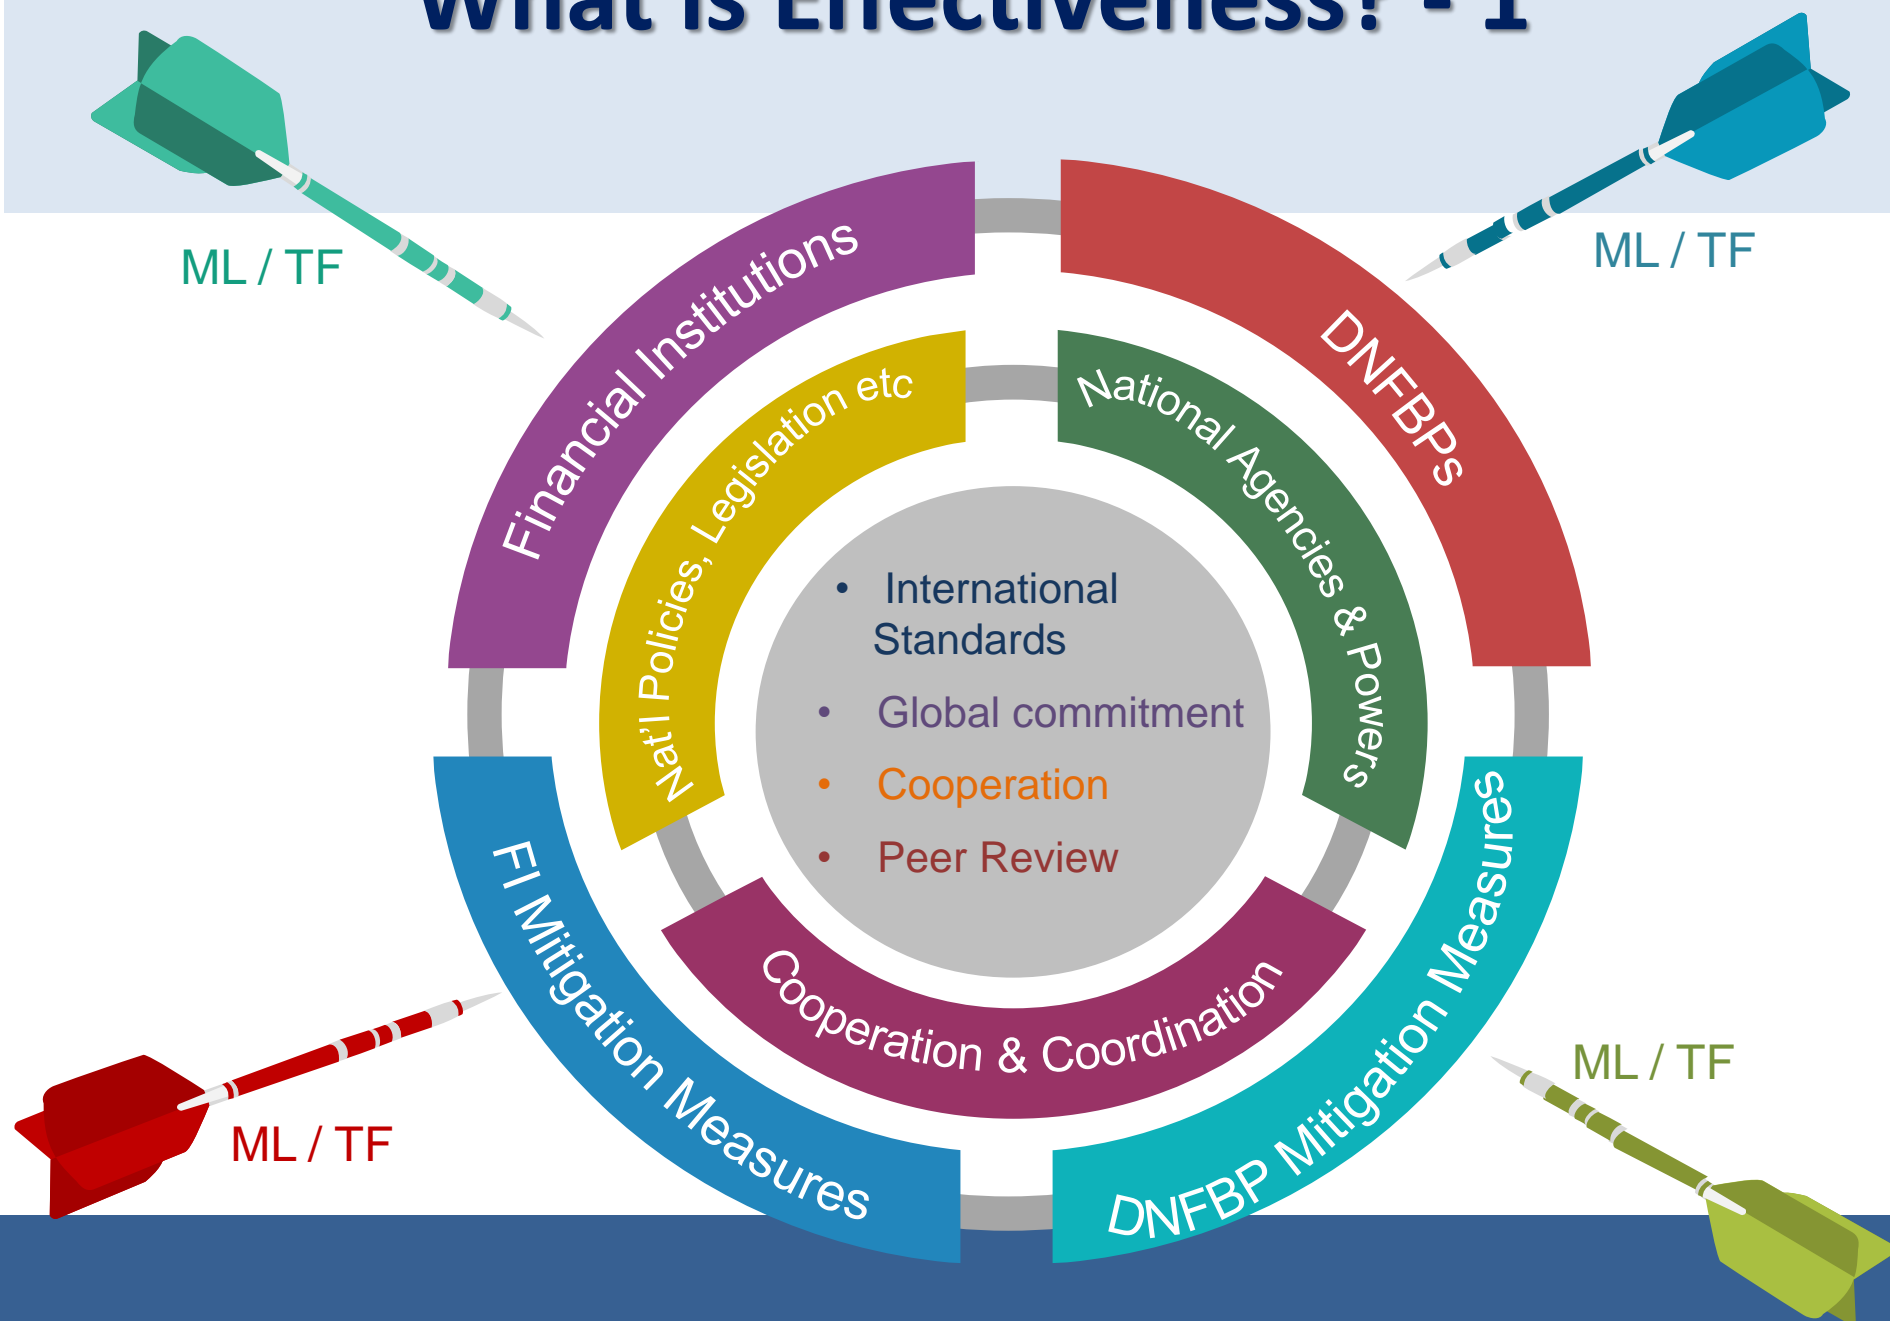 What is Effectiveness? - 1
ML / TF
ML / TF
Financial Institutions
DNFBPs
Nat'l Policies, Legislation etc
National Agencies & Powers
• International
Standards
• Global commitment
• Cooperation
• Peer Review
Cooperation & Coordination
FI Mitigation Measures
DNFBP Mitigation Measures
ML / TF
ML / TF